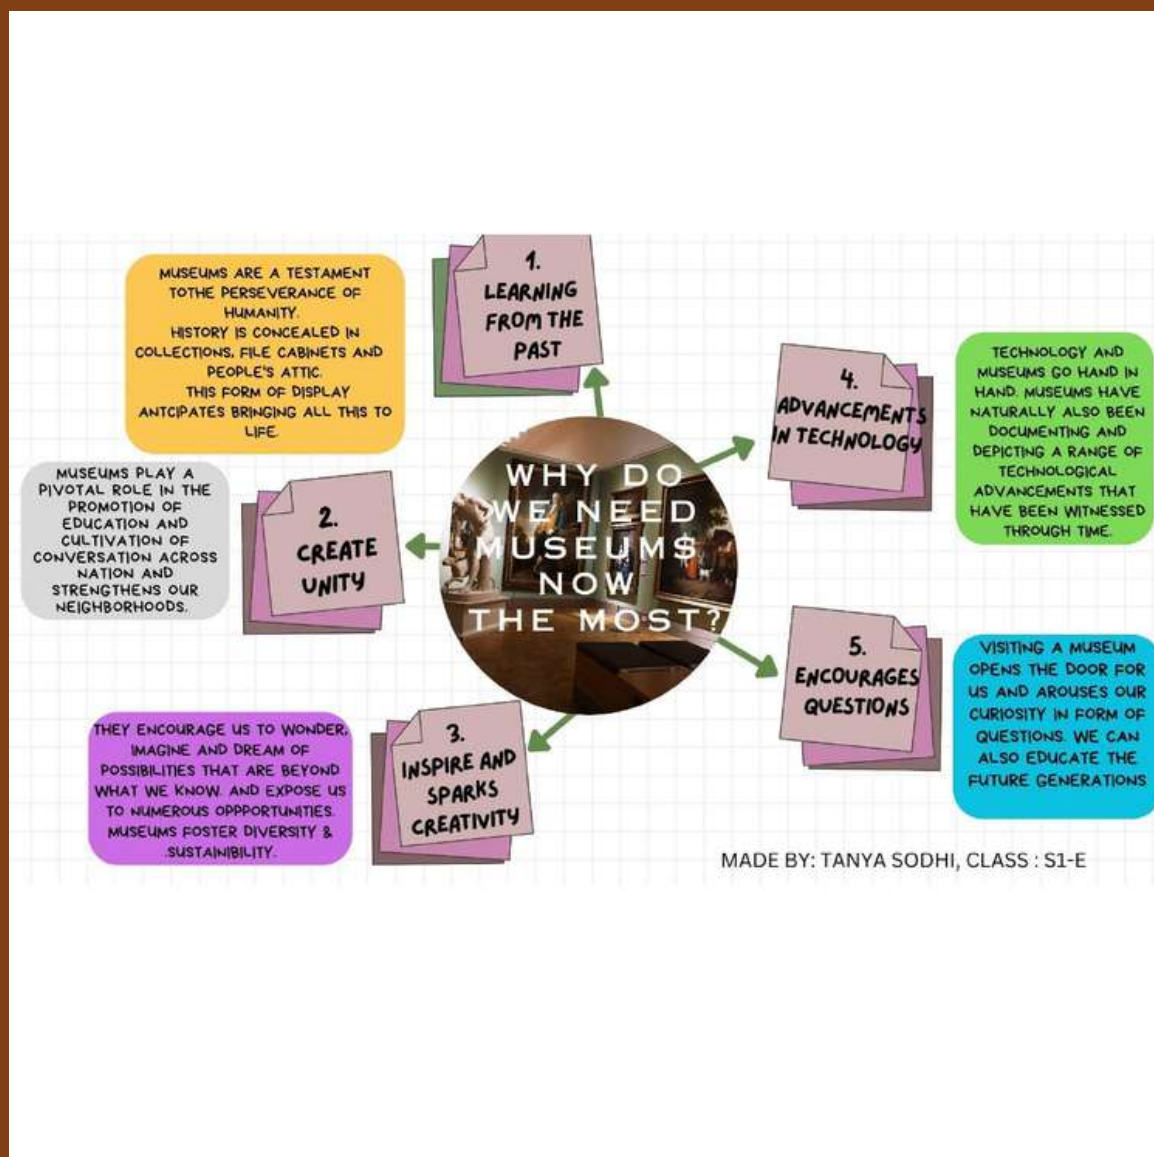 WHY DO
WE NEED
MUSEUMS
NOW
THE MOST?
1.
LEARNING
FROM THE
PAST
MUSEUMS ARE A TESTAMENT
TOTHE PERSEVERANCE OF
HUMANITY.
HISTORY IS CONCEALED IN
COLLECTIONS, FILE CABINETS AND
PEOPLE'S ATTIC.
THIS FORM OF DISPLAY
ANTCIPATES BRINGING ALL THIS TO
LIFE.
2.
CREATE
UNITY
MUSEUMS PLAY A
PIVOTAL ROLE IN THE
PROMOTION OF
EDUCATION AND
CULTIVATION OF
CONVERSATION ACROSS
NATION AND
STRENGTHENS OUR
NEIGHBORHOODS.
3.
INSPIRE AND
SPARKS
CREATIVITY
THEY ENCOURAGE US TO WONDER,
IMAGINE AND DREAM OF
POSSIBILITIES THAT ARE BEYOND
WHAT WE KNOW. AND EXPOSE US
TO NUMEROUS OPPPORTUNITIES.
MUSEUMS FOSTER DIVERSITY &
.SUSTAINIBILITY.
4.
ADVANCEMENTS
IN TECHNOLOGY
TECHNOLOGY AND
MUSEUMS GO HAND IN
HAND. MUSEUMS HAVE
NATURALLY ALSO BEEN
DOCUMENTING AND
DEPICTING A RANGE OF
TECHNOLOGICAL
ADVANCEMENTS THAT
HAVE BEEN WITNESSED
THROUGH TIME.
5.
ENCOURAGES
QUESTIONS
VISITING A MUSEUM
OPENS THE DOOR FOR
US AND AROUSES OUR
CURIOSITY IN FORM OF
QUESTIONS. WE CAN
ALSO EDUCATE THE
FUTURE GENERATIONS
MADE BY: TANYA SODHI, CLASS : S1-E